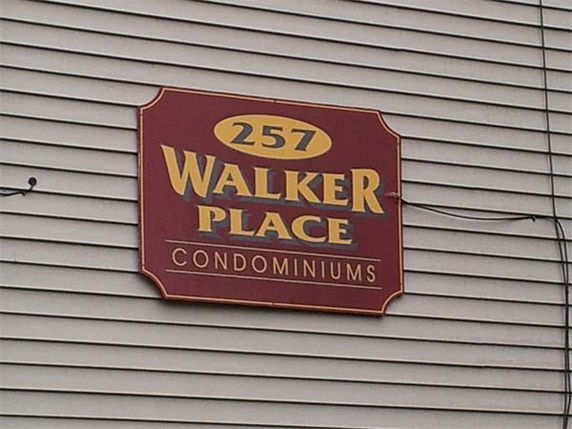 257
WALKER
PLACE
CONDOMINIUMS